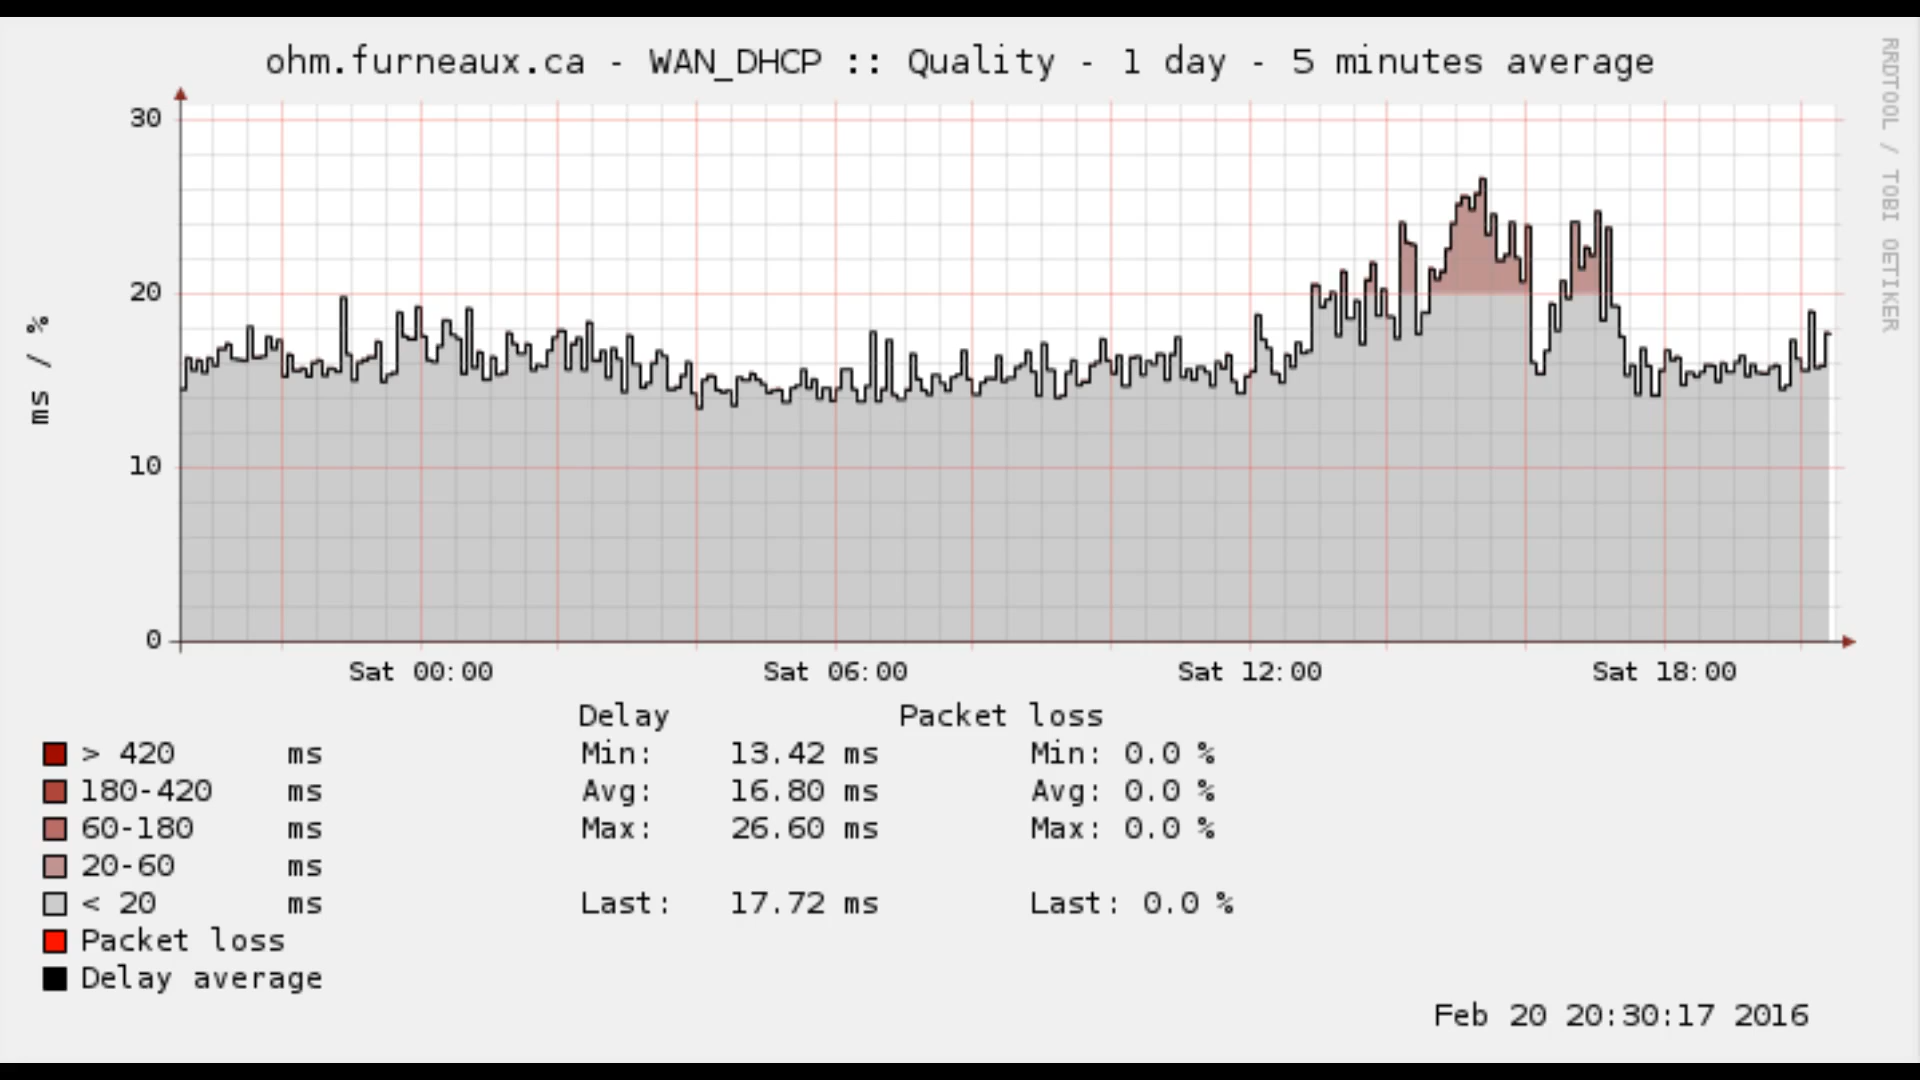 ohm.furneaux.ca - WAN_DHCP :: Quality - 1 day - 5 minutes average
RRDTOOL / TOBI OETIKER
30
20
10
0
ms / %
Sat 00:00 Sat 06:00 Sat 12:00 Sat 18:00
Delay Packet loss
> 420 ms Min: 13.42 ms Min: 0.0 %
180-420 ms Avg: 16.80 ms Avg: 0.0 %
60-180 ms Max: 26.60 ms Max: 0.0 %
20-60 ms
< 20 ms Last: 17.72 ms Last: 0.0 %
Packet loss
Delay average
Feb 20 20:30:17 2016